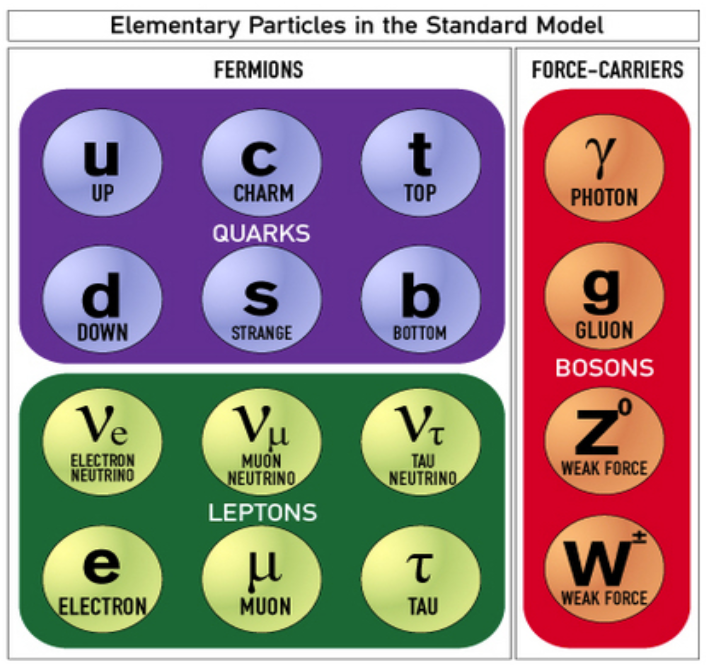 Elementary Particles in the Standard Model
FERMIONS
u
UP
c
CHARM
t
TOP
QUARKS
d
DOWN
s
STRANGE
b
BOTTOM
νe
ELECTRON
NEUTRINO
νμ
MUON
NEUTRINO
ντ
TAU
NEUTRINO
LEPTONS
e
ELECTRON
μ
MUON
τ
TAU
FORCE-CARRIERS
γ
PHOTON
g
GLUON
BOSONS
Z⁰
WEAK FORCE
W±
WEAK FORCE